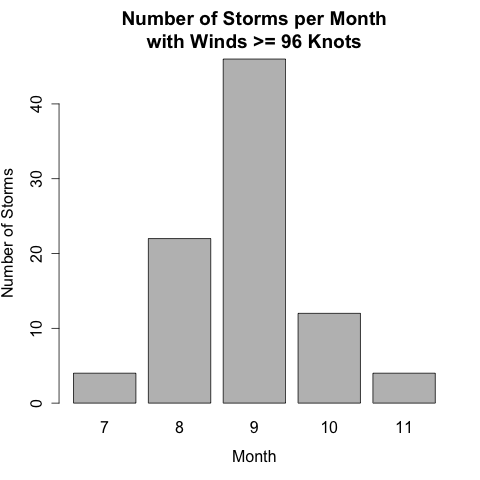 Number of Storms per Month
with Winds >= 96 Knots
Number of Storms
40
30
20
10
0
7 8 9 10 11
Month